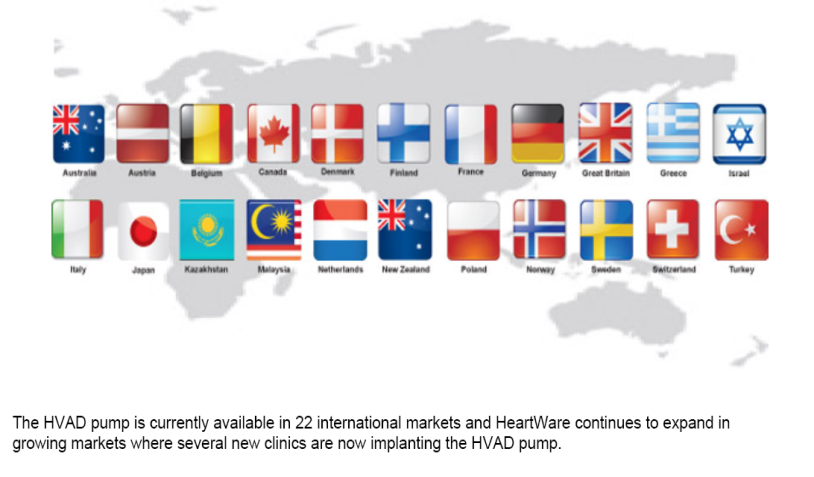 Australia Austria Belgium Canada Denmark Finland France Germany Great Britain Greece Israel
Italy Japan Kazakhstan Malaysia Netherlands New Zealand Poland Norway Sweden Switzerland Turkey
The HVAD pump is currently available in 22 international markets and HeartWare continues to expand in
growing markets where several new clinics are now implanting the HVAD pump.